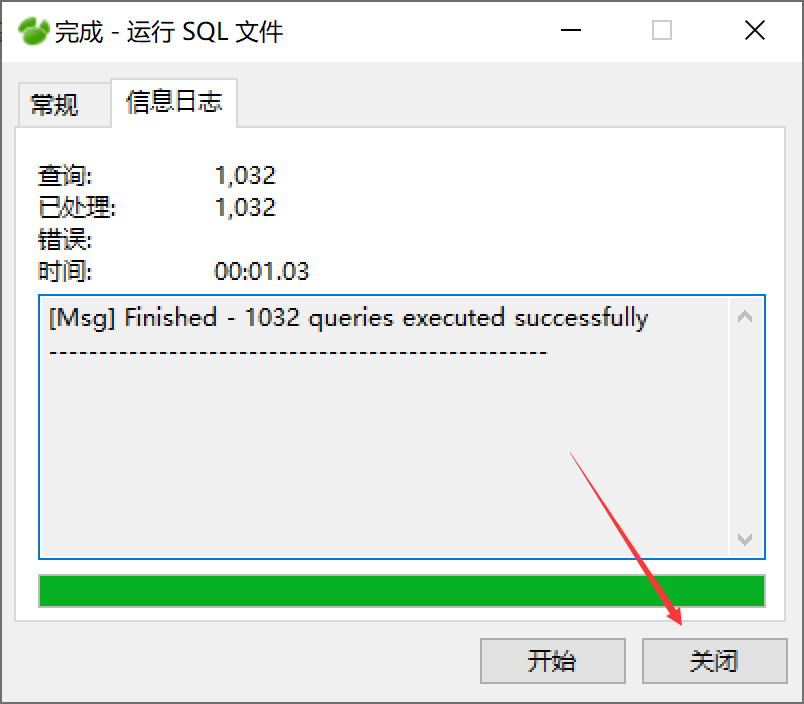 完成 - 运行 SQL 文件
常规
信息日志
查询: 1,032
已处理: 1,032
错误:
时间: 00:01.03
[Msg] Finished - 1032 queries executed successfully
--------------------------------------------------
开始
关闭